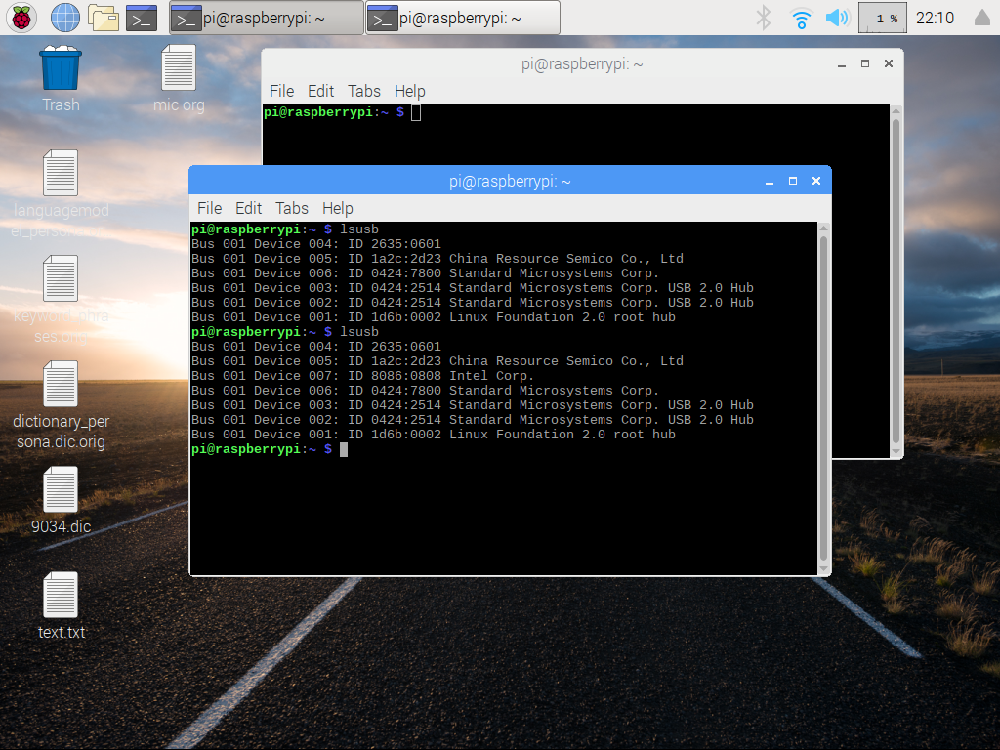 pi@raspberrypi: ~
pi@raspberrypi: ~
1 %
22:10
Trash
mic org
languagemod
el_persona
keyword_phra
ses.orig
dictionary_per
sona.dic.orig
9034.dic
text.txt
pi@raspberrypi: ~
File Edit Tabs Help
pi@raspberrypi:~ $
pi@raspberrypi: ~
File Edit Tabs Help
pi@raspberrypi:~ $ lsusb
Bus 001 Device 004: ID 2635:0601
Bus 001 Device 005: ID 1a2c:2d23 China Resource Semico Co., Ltd
Bus 001 Device 006: ID 0424:7800 Standard Microsystems Corp.
Bus 001 Device 003: ID 0424:2514 Standard Microsystems Corp. USB 2.0 Hub
Bus 001 Device 002: ID 0424:2514 Standard Microsystems Corp. USB 2.0 Hub
Bus 001 Device 001: ID 1d6b:0002 Linux Foundation 2.0 root hub
pi@raspberrypi:~ $ lsusb
Bus 001 Device 004: ID 2635:0601
Bus 001 Device 005: ID 1a2c:2d23 China Resource Semico Co., Ltd
Bus 001 Device 007: ID 8086:0808 Intel Corp.
Bus 001 Device 006: ID 0424:7800 Standard Microsystems Corp.
Bus 001 Device 003: ID 0424:2514 Standard Microsystems Corp. USB 2.0 Hub
Bus 001 Device 002: ID 0424:2514 Standard Microsystems Corp. USB 2.0 Hub
Bus 001 Device 001: ID 1d6b:0002 Linux Foundation 2.0 root hub
pi@raspberrypi:~ $